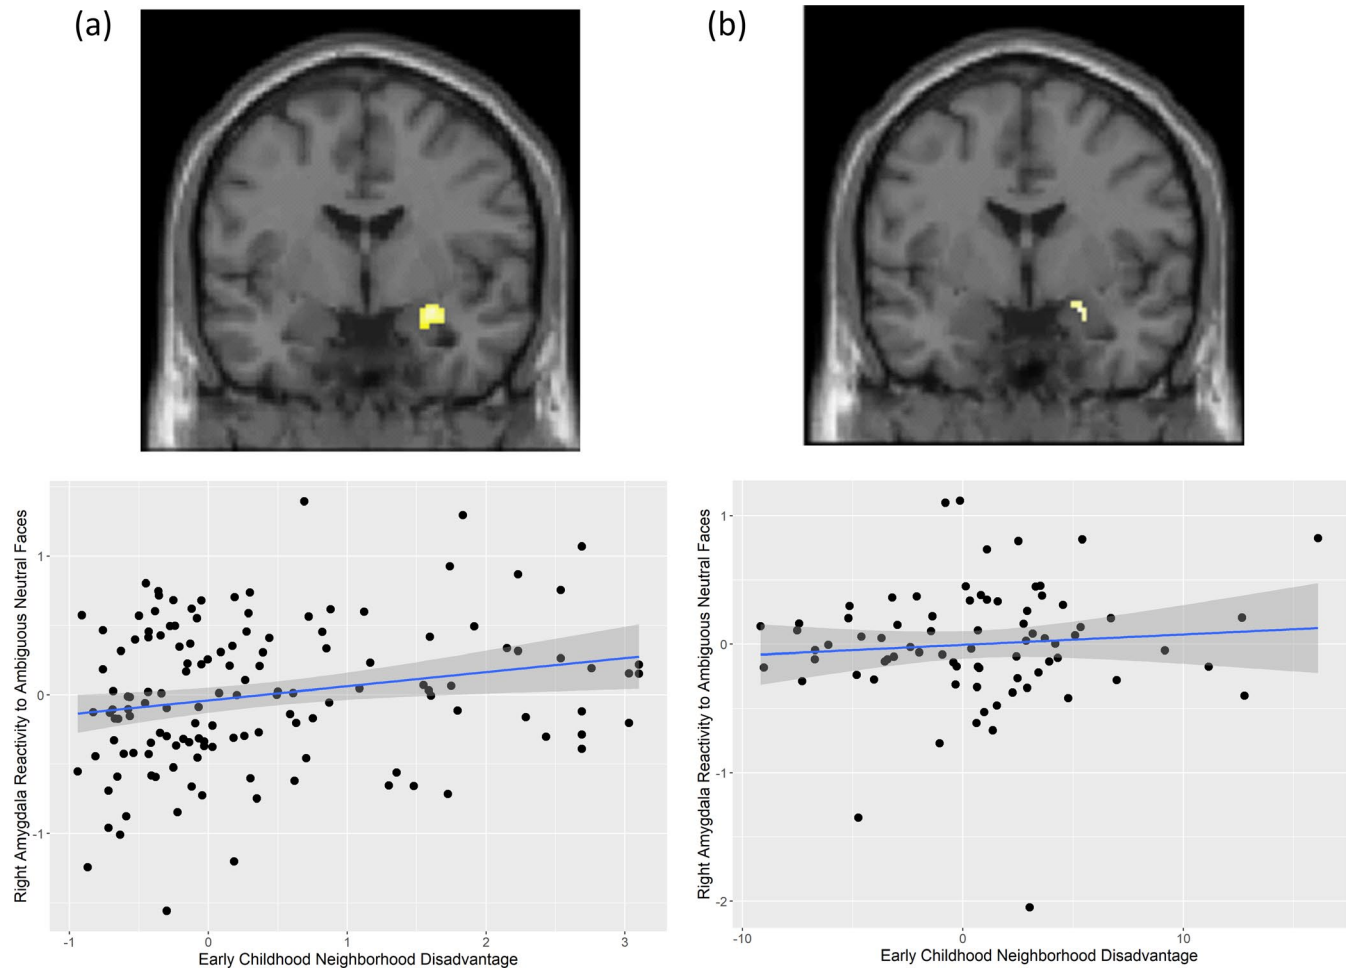 (a)
(b)
Right Amygdala Reactivity to Ambiguous Neutral Faces
1
0
-1
-1
0
1
2
3
Early Childhood Neighborhood Disadvantage
Right Amygdala Reactivity to Ambiguous Neutral Faces
1
0
-1
-2
-10
0
10
Early Childhood Neighborhood Disadvantage